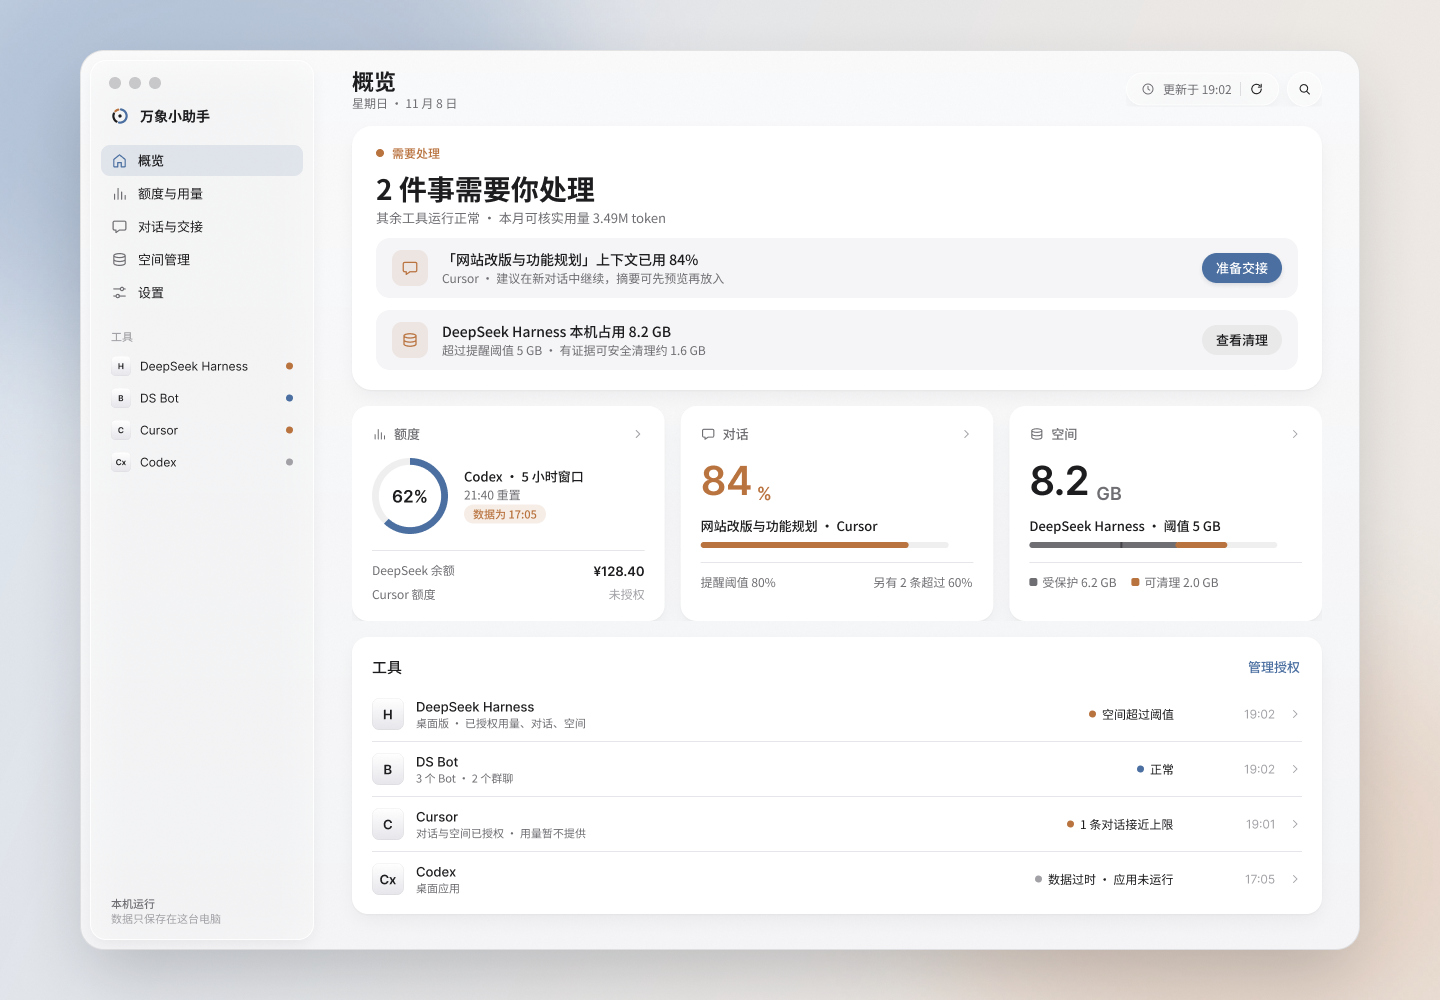 万象小助手
概览
额度与用量
对话与交接
空间管理
设置
工具
H DeepSeek Harness
B DS Bot
C Cursor
Cx Codex
本机运行
数据只保存在这台电脑
概览
星期日 • 11 月 8 日
更新于 19:02
需要处理
2 件事需要你处理
其余工具运行正常 • 本月可核实用量 3.49M token
「网站改版与功能规划」上下文已用 84%
Cursor • 建议在新对话中继续，摘要可先预览再放入
准备交接
DeepSeek Harness 本机占用 8.2 GB
超过提醒阈值 5 GB • 有证据可安全清理约 1.6 GB
查看清理
额度
62%
Codex • 5 小时窗口
21:40 重置
数据为 17:05
DeepSeek 余额 ¥128.40
Cursor 额度 未授权
对话
84 %
网站改版与功能规划 • Cursor
提醒阈值 80% 另有 2 条超过 60%
空间
8.2 GB
DeepSeek Harness • 阈值 5 GB
受保护 6.2 GB 可清理 2.0 GB
工具 管理授权
H DeepSeek Harness
桌面版 • 已授权用量、对话、空间
空间超过阈值 19:02
B DS Bot
3 个 Bot • 2 个群聊
正常 19:02
C Cursor
对话与空间已授权 • 用量暂不提供
1 条对话接近上限 19:01
Cx Codex
桌面应用
数据过时 • 应用未运行 17:05